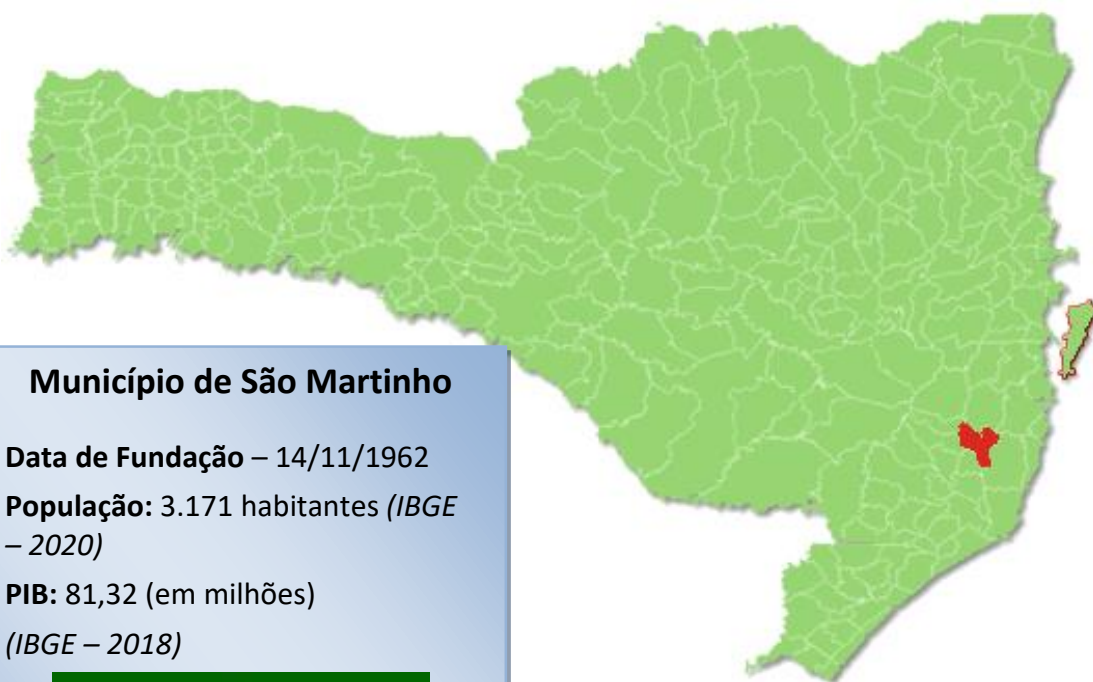 Município de São Martinho
Data de Fundação – 14/11/1962
População: 3.171 habitantes (IBGE
– 2020)
PIB: 81,32 (em milhões)
(IBGE – 2018)